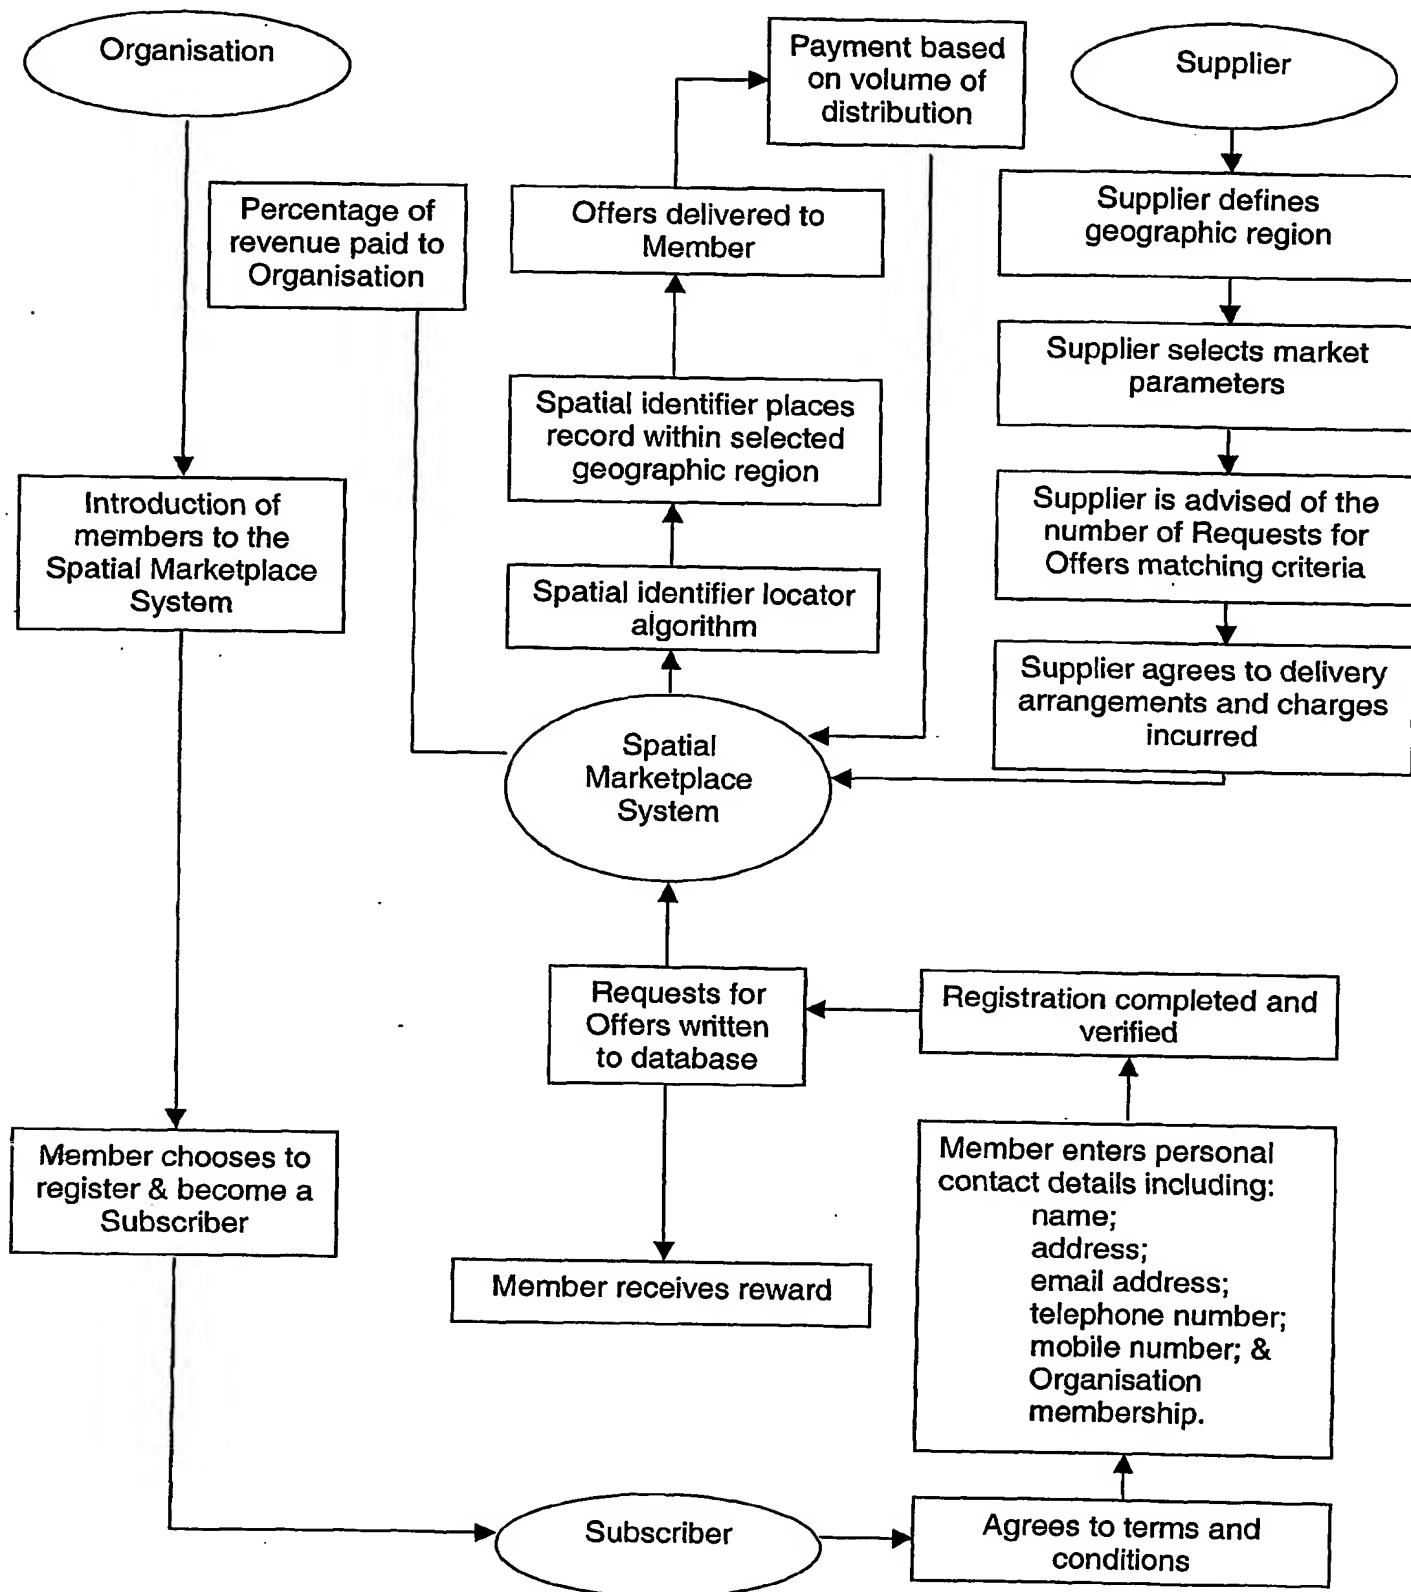 Organisation
Payment based
on volume of
distribution
Supplier
Percentage of
revenue paid to
Organisation
Offers delivered to
Member
Supplier defines
geographic region
Supplier selects market
parameters
Spatial identifier places
record within selected
geographic region
Introduction of
members to the
Spatial Marketplace
System
Supplier is advised of the
number of Requests for
Offers matching criteria
Spatial identifier locator
algorithm
Supplier agrees to delivery
arrangements and charges
incurred
Spatial
Marketplace
System
Requests for
Offers written
to database
Registration completed and
verified
Member chooses to
register & become a
Subscriber
Member enters personal
contact details including:
name;
address;
email address;
telephone number;
mobile number; &
Organisation
membership.
Member receives reward
Subscriber
Agrees to terms and
conditions